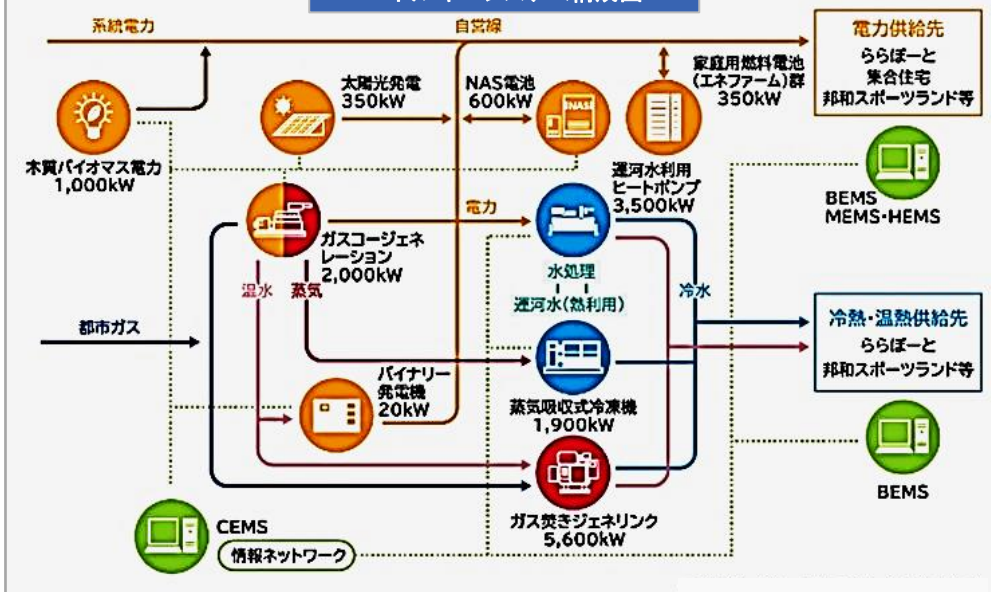 系統電力
自営線
電力供給先
ららぽーと
集合住宅
邦和スポーツランド等
太陽光発電
350kW
NAS電池
600kW
NAS
家庭用燃料電池
(エネファーム)群
350kW
木質バイオマス電力
1,000kW
運河水利用
ヒートポンプ
3,500kW
BEMS
MEMS・HEMS
電力
ガスコージェネ
レーション
2,000kW
温水
蒸気
水処理
運河水(熱利用)
冷水
都市ガス
冷熱・温熱供給先
ららぽーと
邦和スポーツランド等
バイナリー
発電機
20kW
蒸気吸収式冷凍機
1,900kW
BEMS
ガス焚きジェネリンク
5,600kW
CEMS
情報ネットワーク